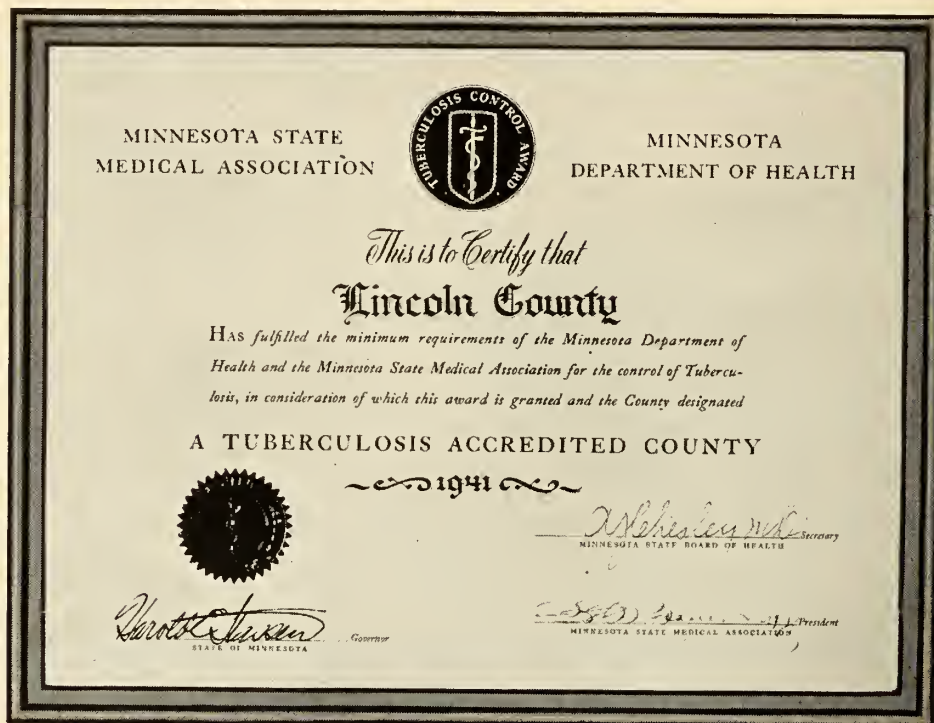 MINNESOTA STATE
MEDICAL ASSOCIATION
TUBERCULOSIS CONTROL AWARD
MINNESOTA
DEPARTMENT OF HEALTH
This is to Certify that
Lincoln County
HAS fulfilled the minimum requirements of the Minnesota Department of
Health and the Minnesota State Medical Association for the control of Tubercu-
losis, in consideration of which this award is granted and the County designated
A TUBERCULOSIS ACCREDITED COUNTY
1941
Secretary
MINNESOTA STATE BOARD OF HEALTH
Harold E Stassen Governor
STATE OF MINNESOTA
President
MINNESOTA STATE MEDICAL ASSOCIATION